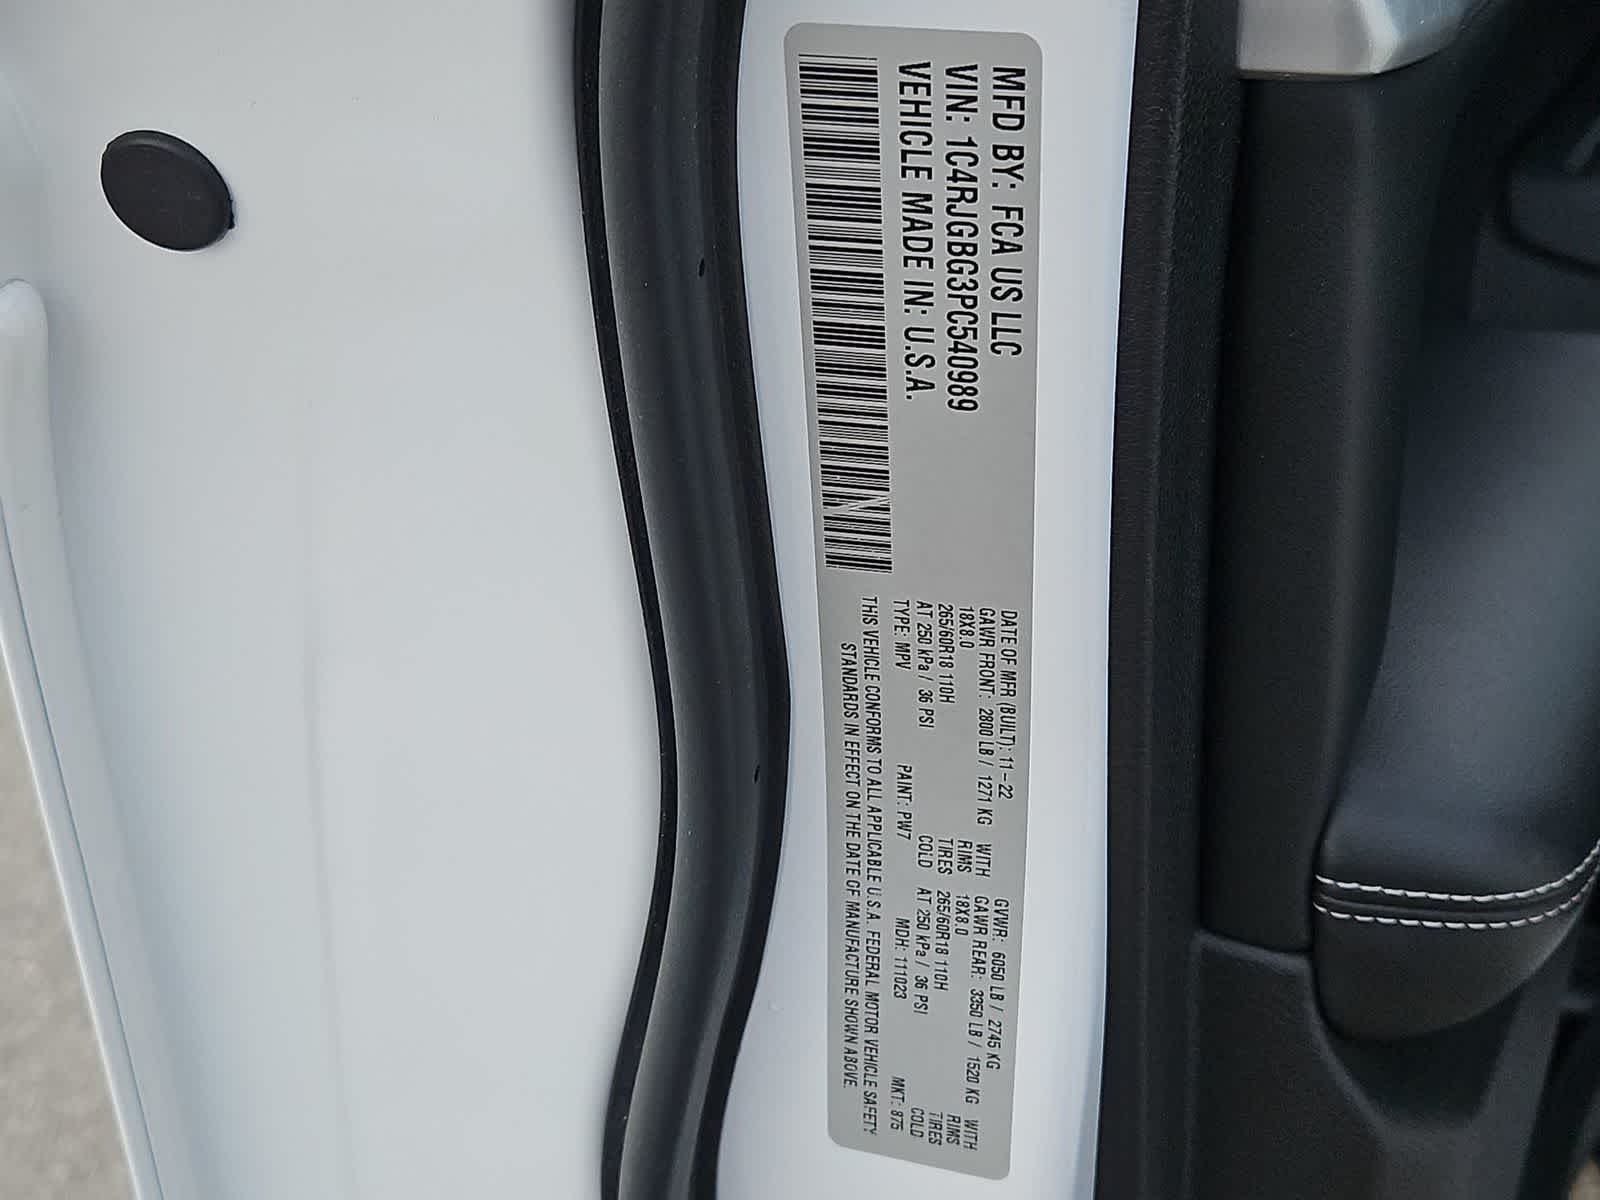 MFD BY: FCA US LLC
VIN: 1C4RJGBG3PC540989
VEHICLE MADE IN: U.S.A.
DATE OF MFR (BUILT): 11-22 GVWR: 6050 LB / 2745 KG
GAWR FRONT: 2800 LB / 1271 KG WITH GAWR REAR: 3350 LB / 1520 KG WITH
18X8.0 RIMS 18X8.0 RIMS
265/60R18 110H TIRES 265/60R18 110H TIRES
AT 250 kPa / 36 PSI COLD AT 250 kPa / 36 PSI COLD
TYPE: MPV PAINT: PW7 MDH: 111023 MKT: 875
THIS VEHICLE CONFORMS TO ALL APPLICABLE U.S.A. FEDERAL MOTOR VEHICLE SAFETY
STANDARDS IN EFFECT ON THE DATE OF MANUFACTURE SHOWN ABOVE.